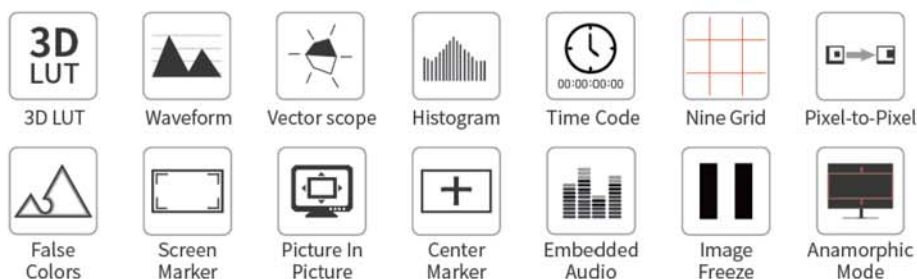 3D
LUT
00:00:00:00
3D LUT
Waveform
Vector scope
Histogram
Time Code
Nine Grid
Pixel-to-Pixel
False
Colors
Screen
Marker
Picture In
Picture
Center
Marker
Embedded
Audio
Image
Freeze
Anamorphic
Mode